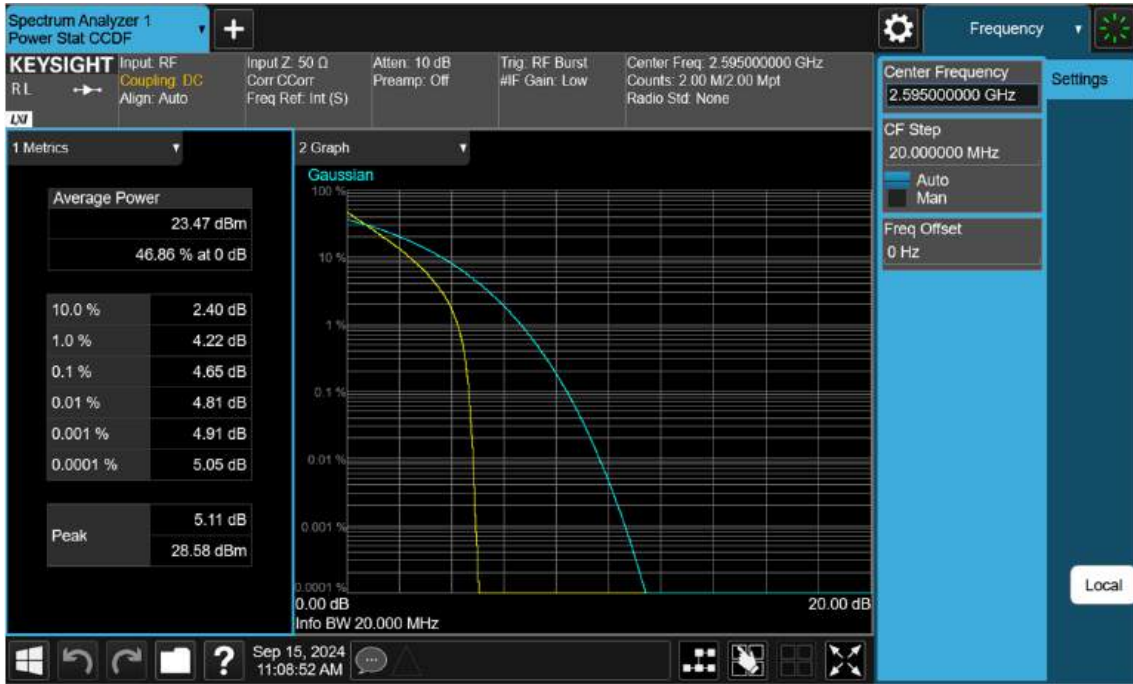 Spectrum Analyzer 1
Power Stat CCDF
Frequency
KEYSIGHT
Input: RF
Coupling: DC
Align: Auto
Input Z: 50 Ω
Corr CCorr
Freq Ref: Int (S)
Atten: 10 dB
Preamp: Off
Trig: RF Burst
#IF Gain: Low
Center Freq: 2.595000000 GHz
Counts: 2.00 M/2.00 Mpt
Radio Std: None
R L
LXI
Center Frequency
2.595000000 GHz
Settings
CF Step
20.000000 MHz
Auto
Man
Freq Offset
0 Hz
1 Metrics
Average Power
23.47 dBm
46.86 % at 0 dB
10.0 % 2.40 dB
1.0 % 4.22 dB
0.1 % 4.65 dB
0.01 % 4.81 dB
0.001 % 4.91 dB
0.0001 % 5.05 dB
Peak
5.11 dB
28.58 dBm
2 Graph
Gaussian
100 %
10 %
1 %
0.1 %
0.01 %
0.001 %
0.0001 %
0.00 dB 20.00 dB
Info BW 20.000 MHz
Local
?
Sep 15, 2024
11:08:52 AM